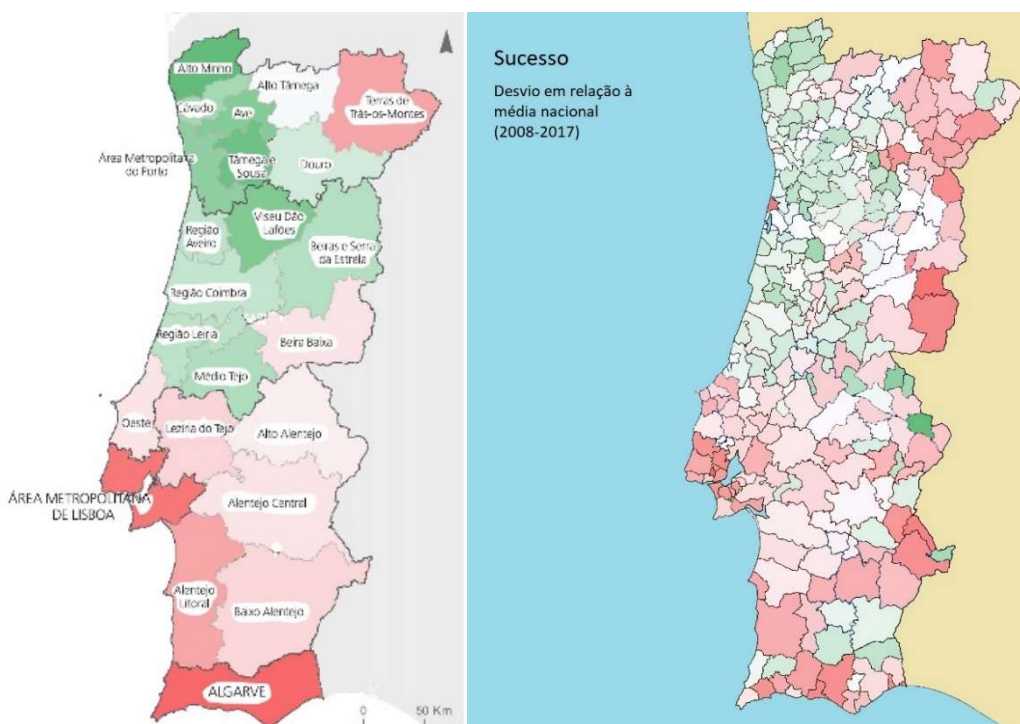 Alto Minho
Alto Tâmega
Terras de
Trás-os-Montes
Cávado
Ave
Área Metropolitana
do Porto
Tâmega e
Sousa
Douro
Viseu Dão
Lafões
Região
Aveiro
Beiras e Serra
da Estrela
Região Coimbra
Região Leiria
Beira Baixa
Médio Tejo
Oeste
Lezíria do Tejo
Alto Alentejo
ÁREA METROPOLITANA
DE LISBOA
Alentejo Central
Alentejo
Litoral
Baixo Alentejo
ALGARVE
0 50 Km
Sucesso
Desvio em relação à
média nacional
(2008-2017)